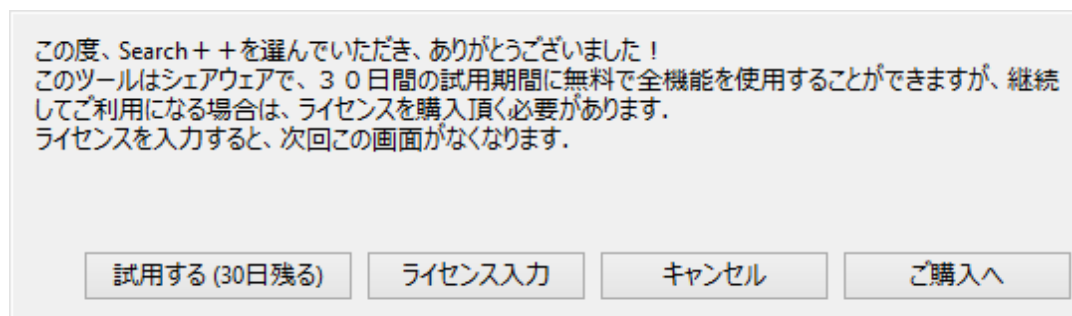 この度、Search++を選んでいただき、ありがとうございました!
このツールはシェアウェアで、30日間の試用期間に無料で全機能を使用することができますが、継続
してご利用になる場合は、ライセンスを購入頂く必要があります.
ライセンスを入力すると、次回この画面がなくなります.
試用する (30日残る)
ライセンス入力
キャンセル
ご購入へ